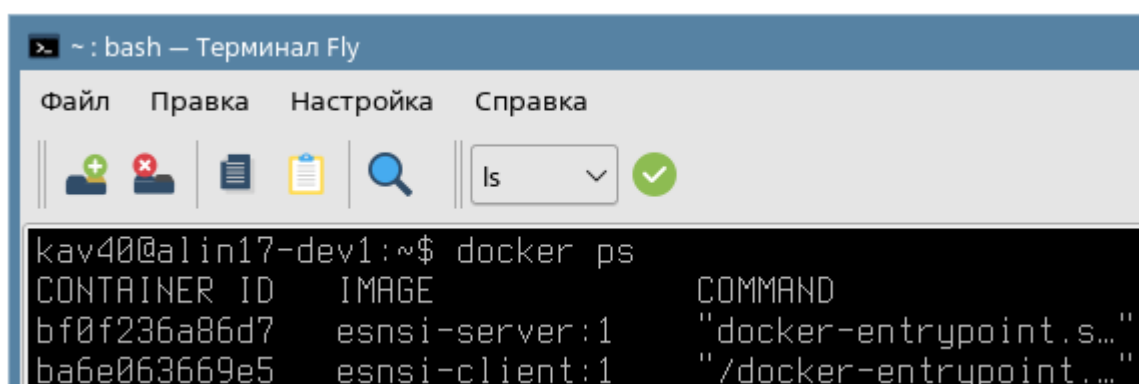 ~ : bash — Терминал Fly
Файл Правка Настройка Справка
ls
kav40@alin17-dev1:~$ docker ps
CONTAINER ID IMAGE COMMAND
bf0f236a86d7 esnsi-server:1 "docker-entrypoint.s…"
ba6e063669e5 esnsi-client:1 "/docker-entrypoint.…"